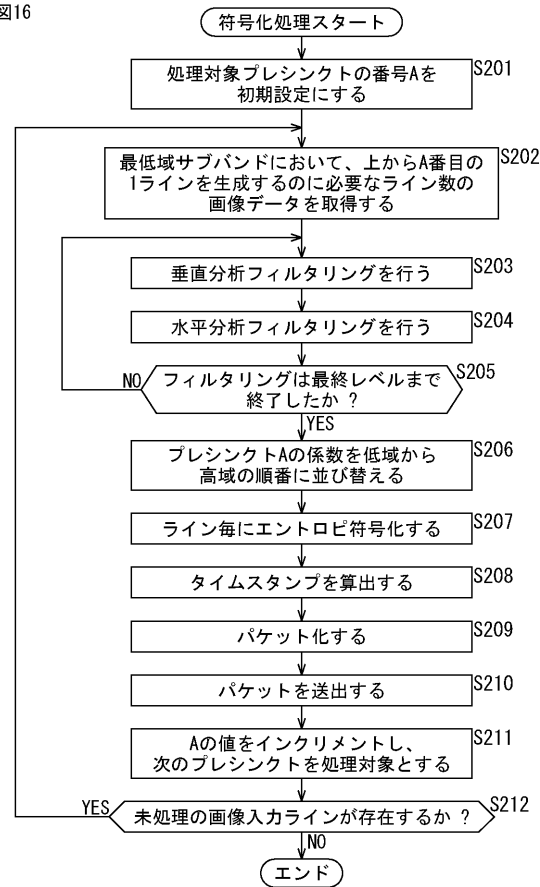 図16
符号化処理スタート
処理対象プレシンクトの番号Aを
初期設定にする
S201
最低域サブバンドにおいて、上からA番目の
1ラインを生成するのに必要なライン数の
画像データを取得する
S202
垂直分析フィルタリングを行う
S203
水平分析フィルタリングを行う
S204
フィルタリングは最終レベルまで
終了したか ?
S205
NO
YES
プレシンクトAの係数を低域から
高域の順番に並び替える
S206
ライン毎にエントロピ符号化する
S207
タイムスタンプを算出する
S208
パケット化する
S209
パケットを送出する
S210
Aの値をインクリメントし、
次のプレシンクトを処理対象とする
S211
未処理の画像入力ラインが存在するか ?
S212
YES
NO
エンド